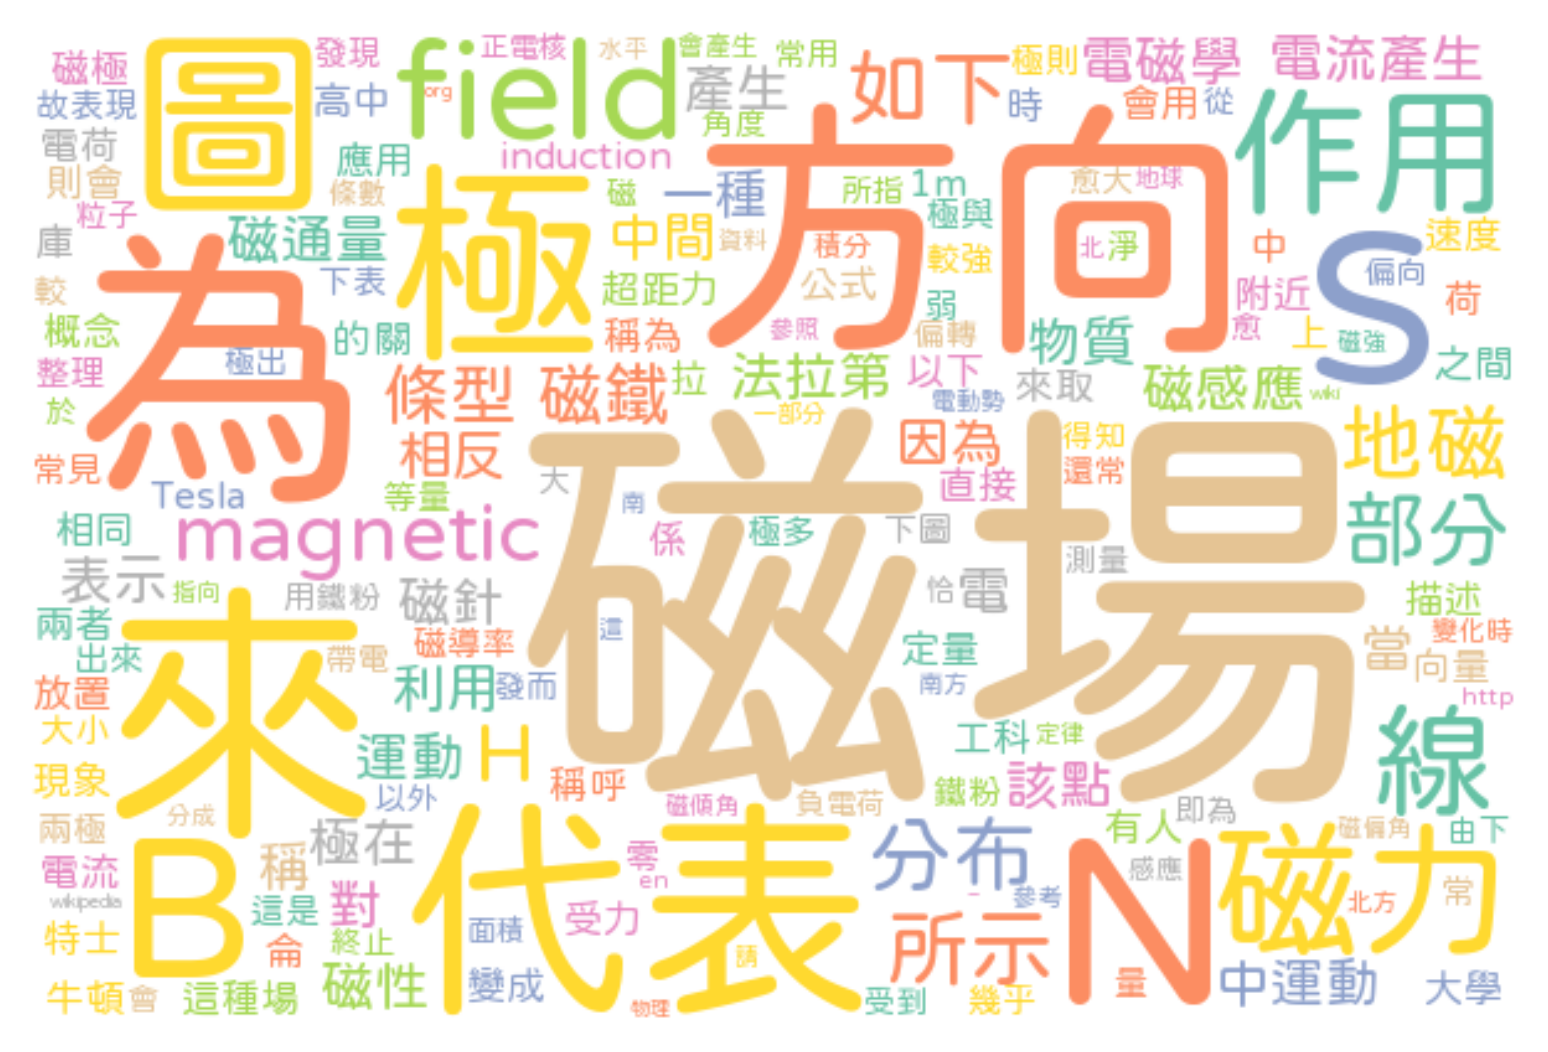 磁極
圖
發現
field
正電核
水平
會產生
常用
如下
極則
電磁學
電流產生
故表現
高中
org
產生
時
會用
從
作用
電荷
應用
induction
角度
方向
則會
條數
極
磁
一種
所指
1m
愈大
地球
粒子
磁通量
中間
資料
積分
極與
北
淨
中
S
速度
庫
為
下表
超距力
公式
較強
附近
偏向
荷
較
概念
的關
稱為
參照
弱
偏轉
物質
愈
上
磁強
之間
整理
極出
條型
磁鐵
拉
法拉第
以下
來取
磁感應
wiki
於
相反
一部分
電動勢
因為
得知
地磁
常見
Tesla
等量
大
南
磁場
直接
還常
相同
magnetic
係
極多
下圖
測量
部分
表示
指向
用鐵粉
磁針
恰
電
描述
兩者
來
這
磁導率
定量
當
變化時
出來
帶電
向量
放置
利用
發而
南方
http
大小
運動
H
工科
定律
線
現象
以外
稱呼
鐵粉
該點
兩極
分成
極在
代表
磁傾角
負電荷
分布
有人
即為
磁偏角
由下
電流
B
稱
零
en
感應
N
磁力
wikipedia
這是
對
面積
受力
參考
北方
常
特士
侖
終止
請
所示
牛頓
會
這種場
磁性
變成
物理
受到
幾乎
量
中運動
大學